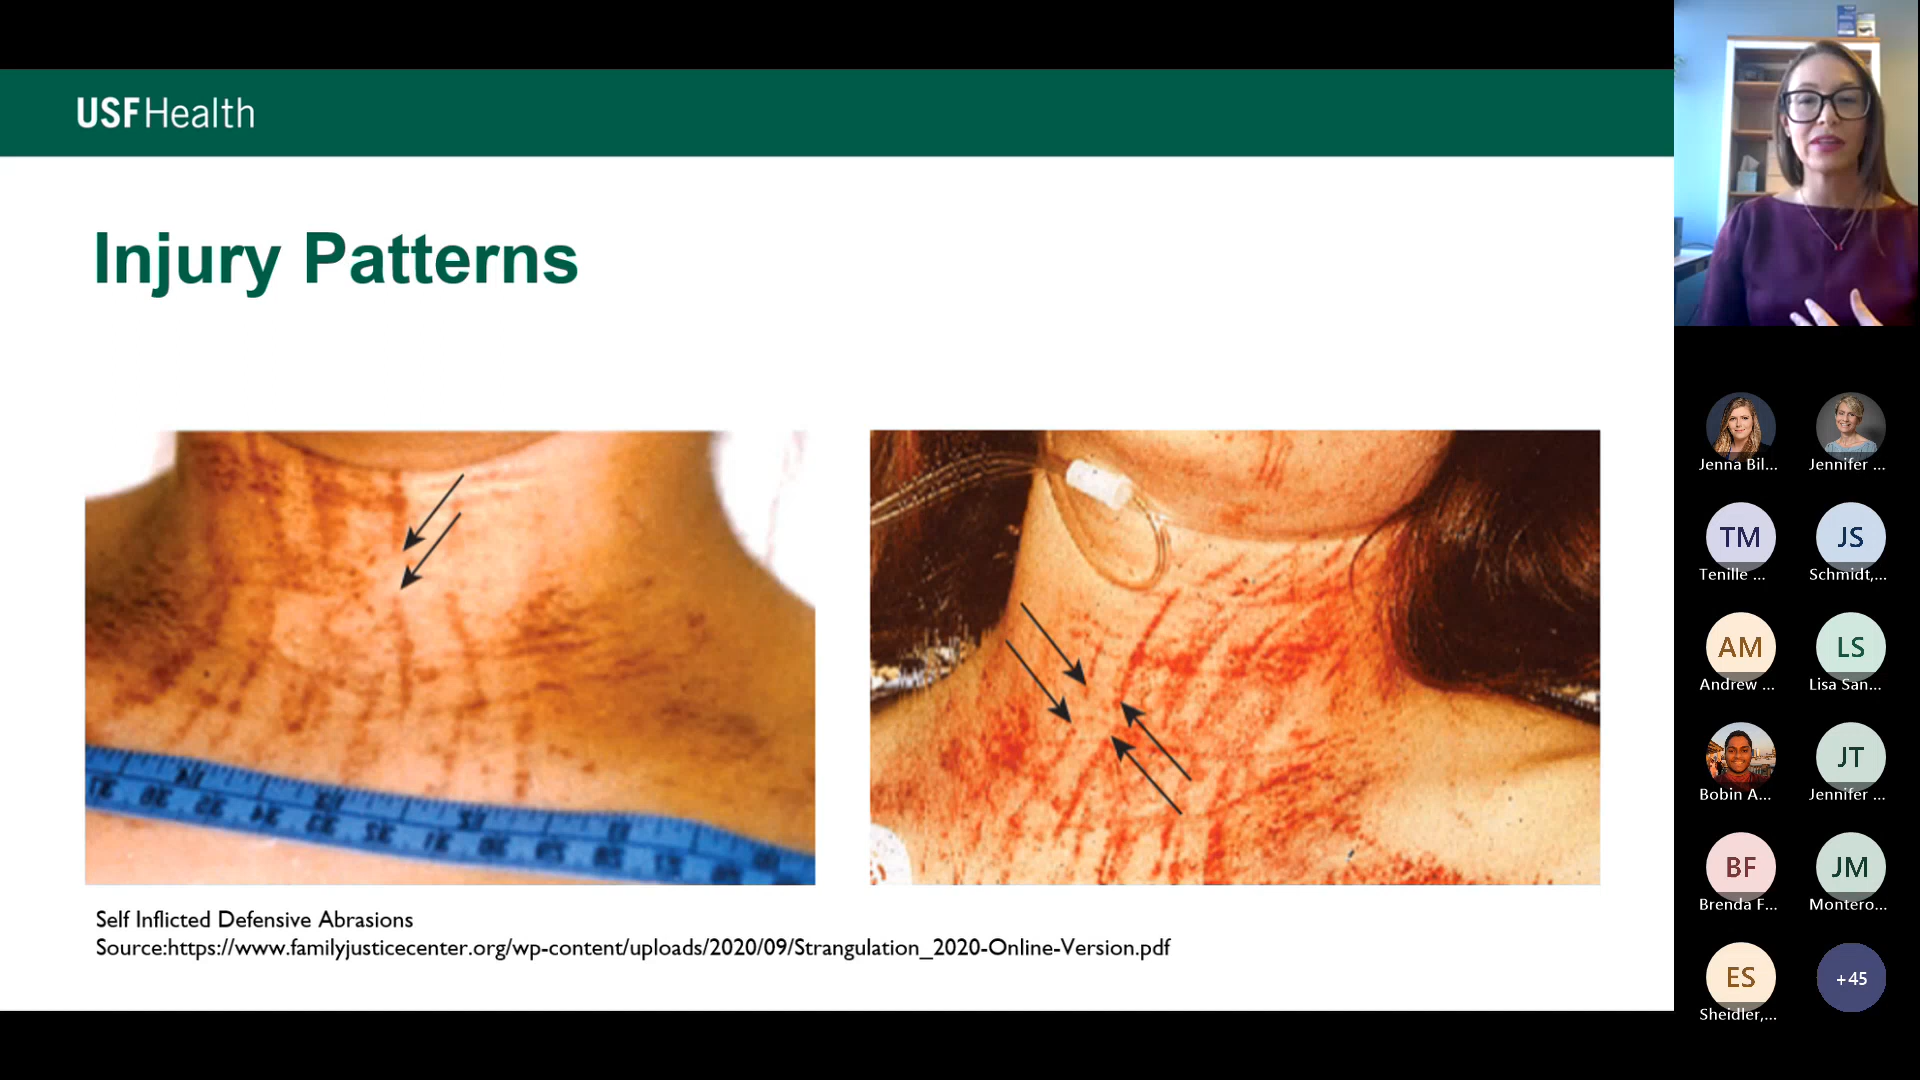 USF Health
Injury Patterns
Self Inflicted Defensive Abrasions
Source:https://www.familyjusticecenter.org/wp-content/uploads/2020/09/Strangulation_2020-Online-Version.pdf
Jenna Bil...
Jennifer ...
TM
JS
Tenille ...
Schmidt,...
AM
LS
Andrew ...
Lisa San...
JT
Bobin A...
Jennifer ...
BF
JM
Brenda F...
Montero...
ES
+45
Sheidler,...